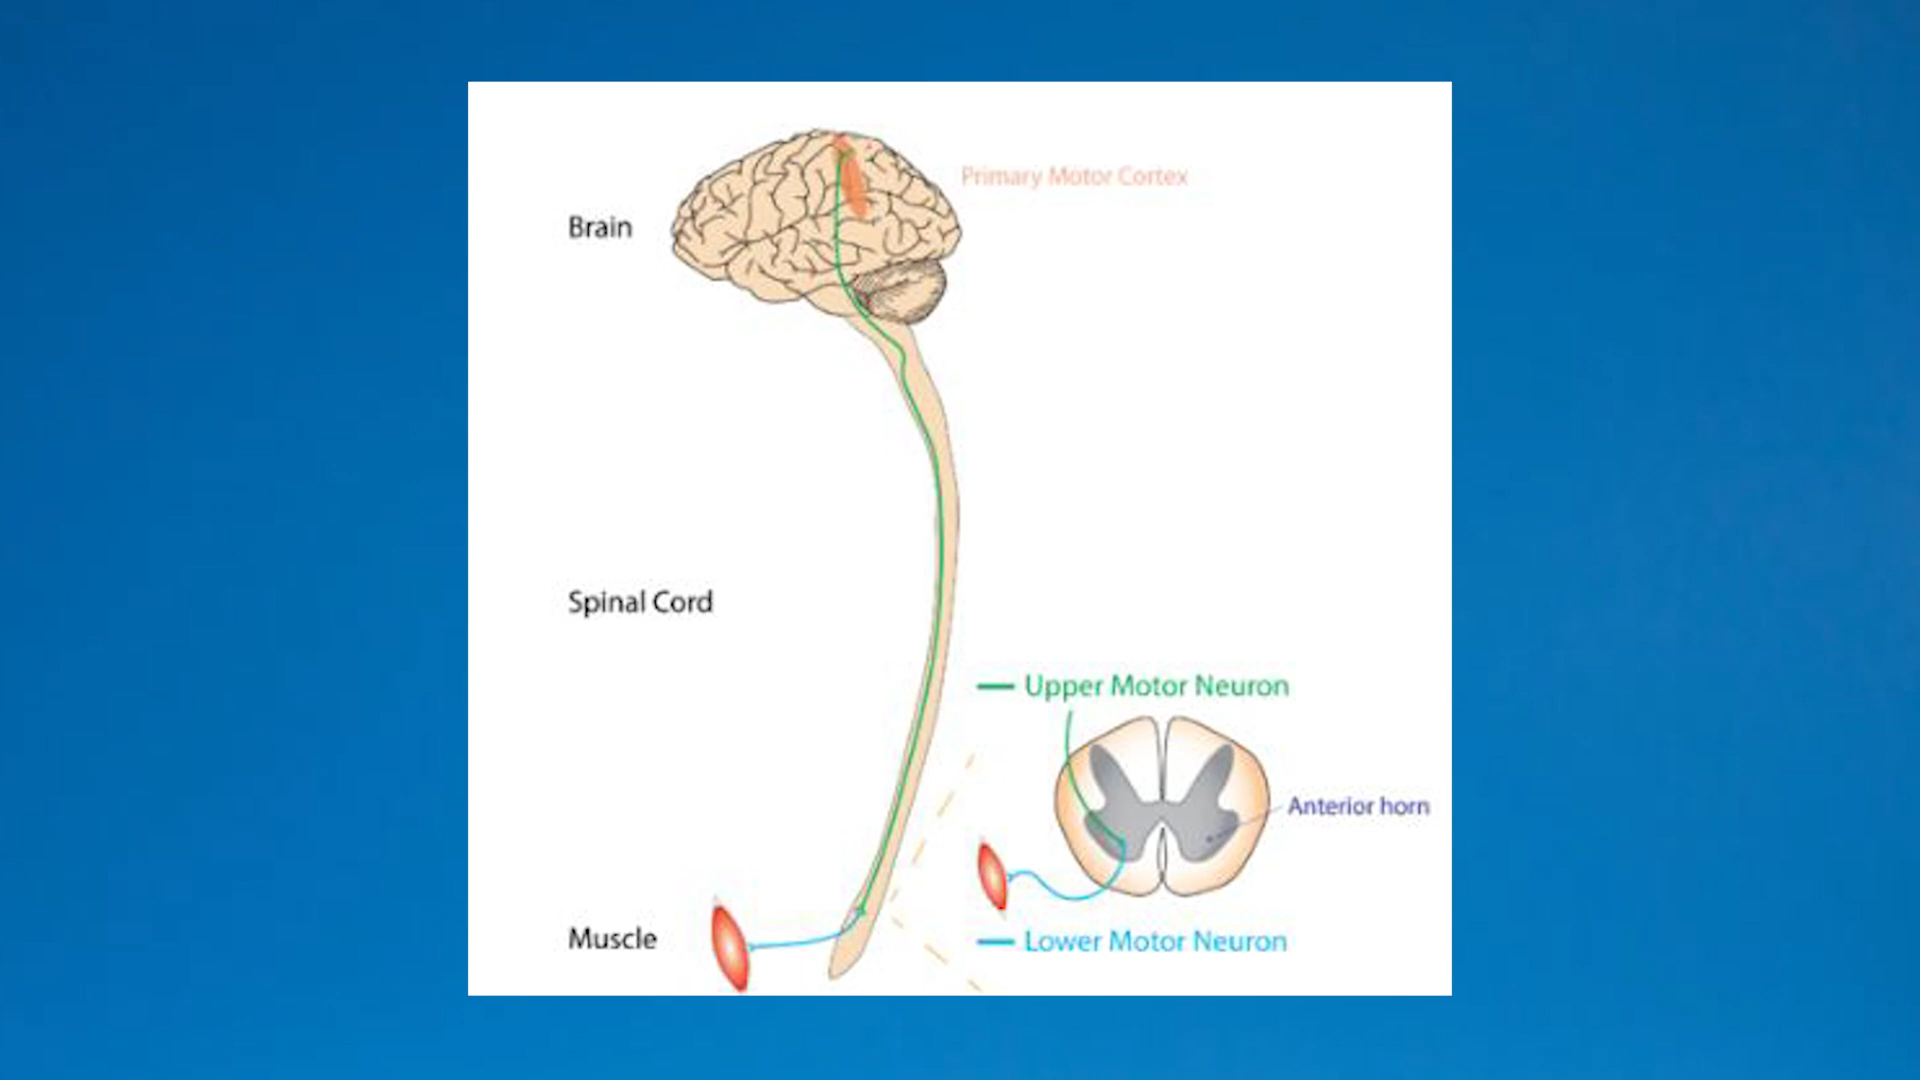 Primary Motor Cortex
Brain
Spinal Cord
Upper Motor Neuron
Anterior horn
Muscle
Lower Motor Neuron